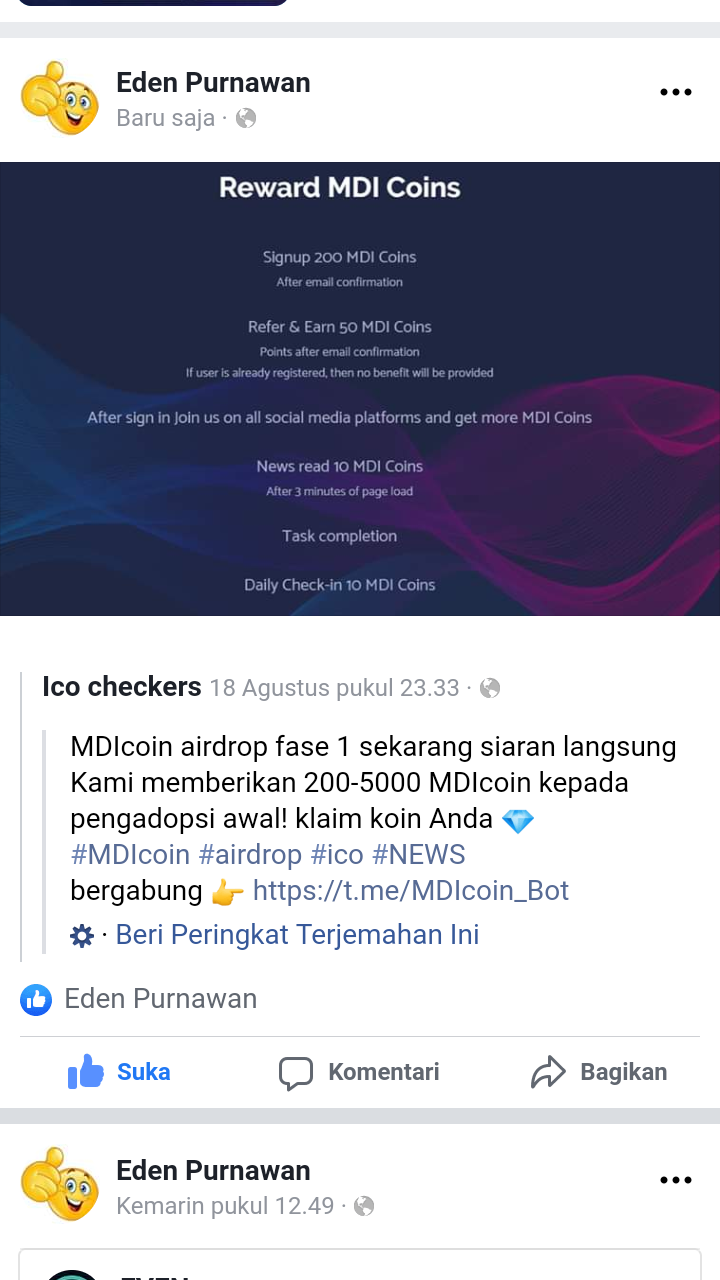 Eden Purnawan
Baru saja ·
Reward MDI Coins
Signup 200 MDI Coins
After email confirmation
Refer & Earn 50 MDI Coins
Points after email confirmation
If user is already registered, then no benefit will be provided
After sign in Join us on all social media platforms and get more MDI Coins
News read 10 MDI Coins
After 3 minutes of page load
Task completion
Daily Check-in 10 MDI Coins
Ico checkers 18 Agustus pukul 23.33 ·
MDIcoin airdrop fase 1 sekarang siaran langsung
Kami memberikan 200-5000 MDIcoin kepada
pengadopsi awal! klaim koin Anda 💎
#MDIcoin #airdrop #ico #NEWS
bergabung 👉 https://t.me/MDIcoin_Bot
· Beri Peringkat Terjemahan Ini
Eden Purnawan
Suka Komentari Bagikan
Eden Purnawan
Kemarin pukul 12.49 ·